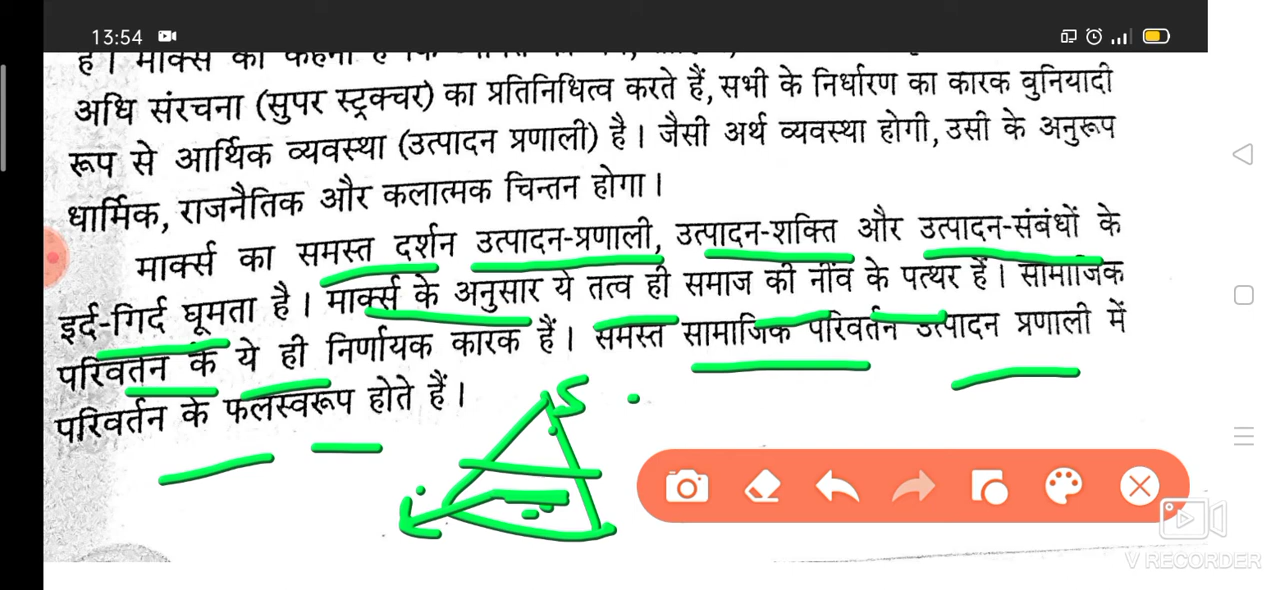 13:54
है। मार्क्स का कहना है कि
अधि संरचना (सुपर स्ट्रक्चर) का प्रतिनिधित्व करते हैं, सभी के निर्धारण का कारक बुनियादी
रूप से आर्थिक व्यवस्था (उत्पादन प्रणाली) है। जैसी अर्थ व्यवस्था होगी, उसी के अनुरूप
धार्मिक, राजनैतिक और कलात्मक चिन्तन होगा।
मार्क्स का समस्त दर्शन उत्पादन-प्रणाली, उत्पादन-शक्ति और उत्पादन-संबंधों के
इर्द-गिर्द घूमता है। मार्क्स के अनुसार ये तत्व ही समाज की नींव के पत्थर हैं। सामाजिक
परिवर्तन के ये ही निर्णायक कारक हैं। समस्त सामाजिक परिवर्तन उत्पादन प्रणाली में
परिवर्तन के फलस्वरूप होते हैं।
S
V RECORDER